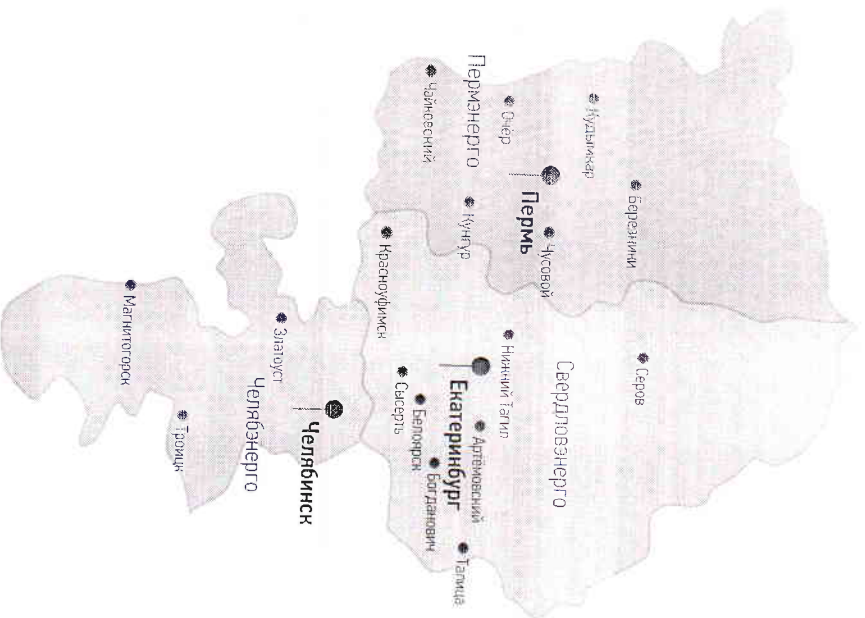 Серов
Березники
Кудымкар
Свердловэнерго
Чусовой
Пермь
Очёр
Нижний Тагил
Пермэнерго
Артёмовский
Кунгур
Талица
Екатеринбург
Чайковский
Богданович
Белоярск
Сысерть
Красноуфимск
Челябинск
Златоуст
Челябэнерго
Троицк
Магнитогорск